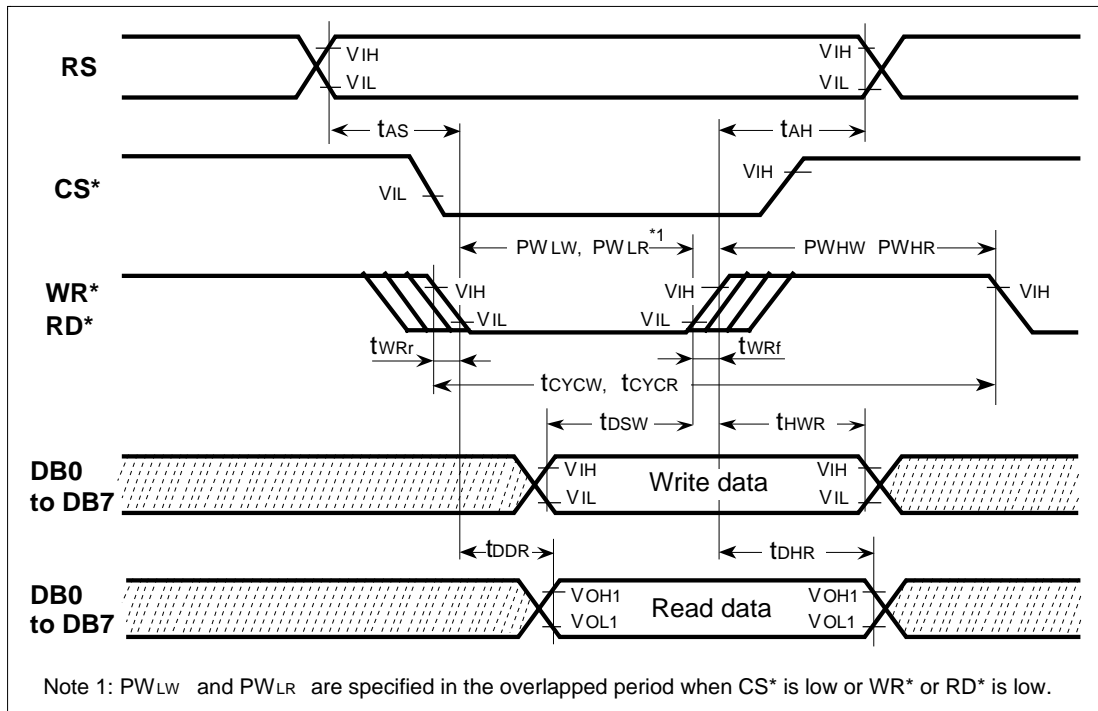 RS
VIH VIH
VIL VIL
tAS tAH
CS*
VIL VIH
PWLW, PWLR*1 PWHW PWHR
WR*
RD*
VIH VIH VIH
VIL VIL
tWRr tWRf
tCYCW, tCYCR
tDSW tHWR
DB0
to DB7
VIH Write data VIH
VIL VIL
tDDR tDHR
DB0
to DB7
VOH1 Read data VOH1
VOL1 VOL1
Note 1: PWLW and PWLR are specified in the overlapped period when CS* is low or WR* or RD* is low.